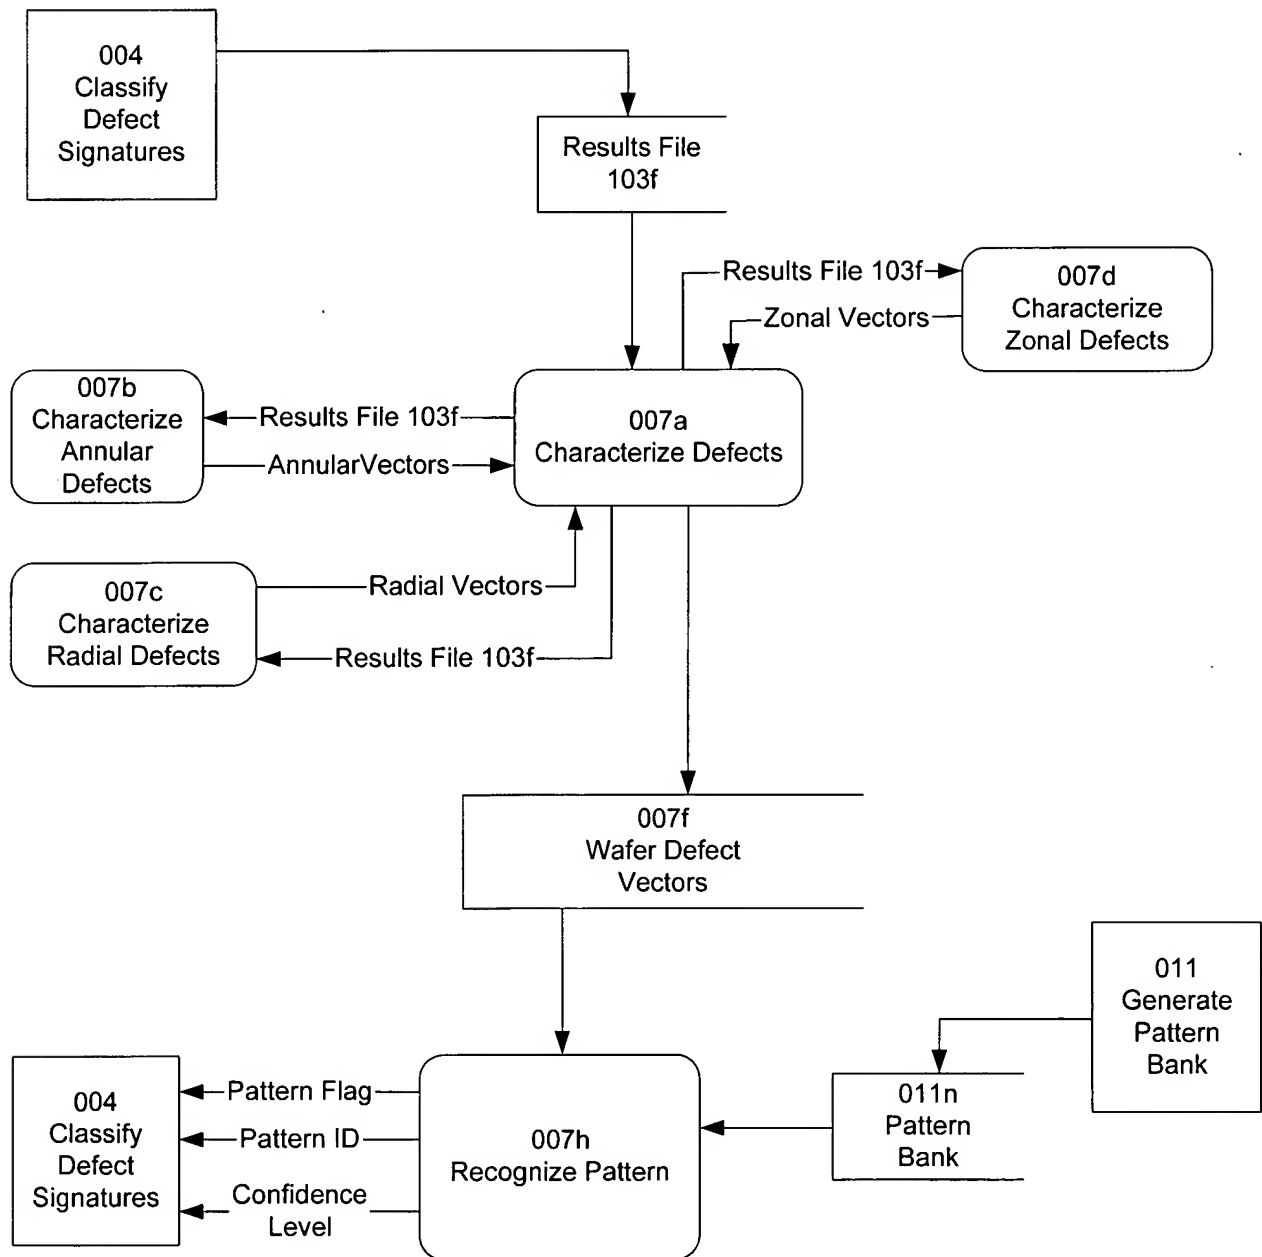 004
Classify
Defect
Signatures
Results File
103f
Results File 103f
Zonal Vectors
007d
Characterize
Zonal Defects
007b
Characterize
Annular
Defects
Results File 103f
AnnularVectors
007a
Characterize Defects
007c
Characterize
Radial Defects
Radial Vectors
Results File 103f
007f
Wafer Defect
Vectors
011
Generate
Pattern
Bank
004
Classify
Defect
Signatures
Pattern Flag
Pattern ID
Confidence
Level
007h
Recognize Pattern
011n
Pattern
Bank